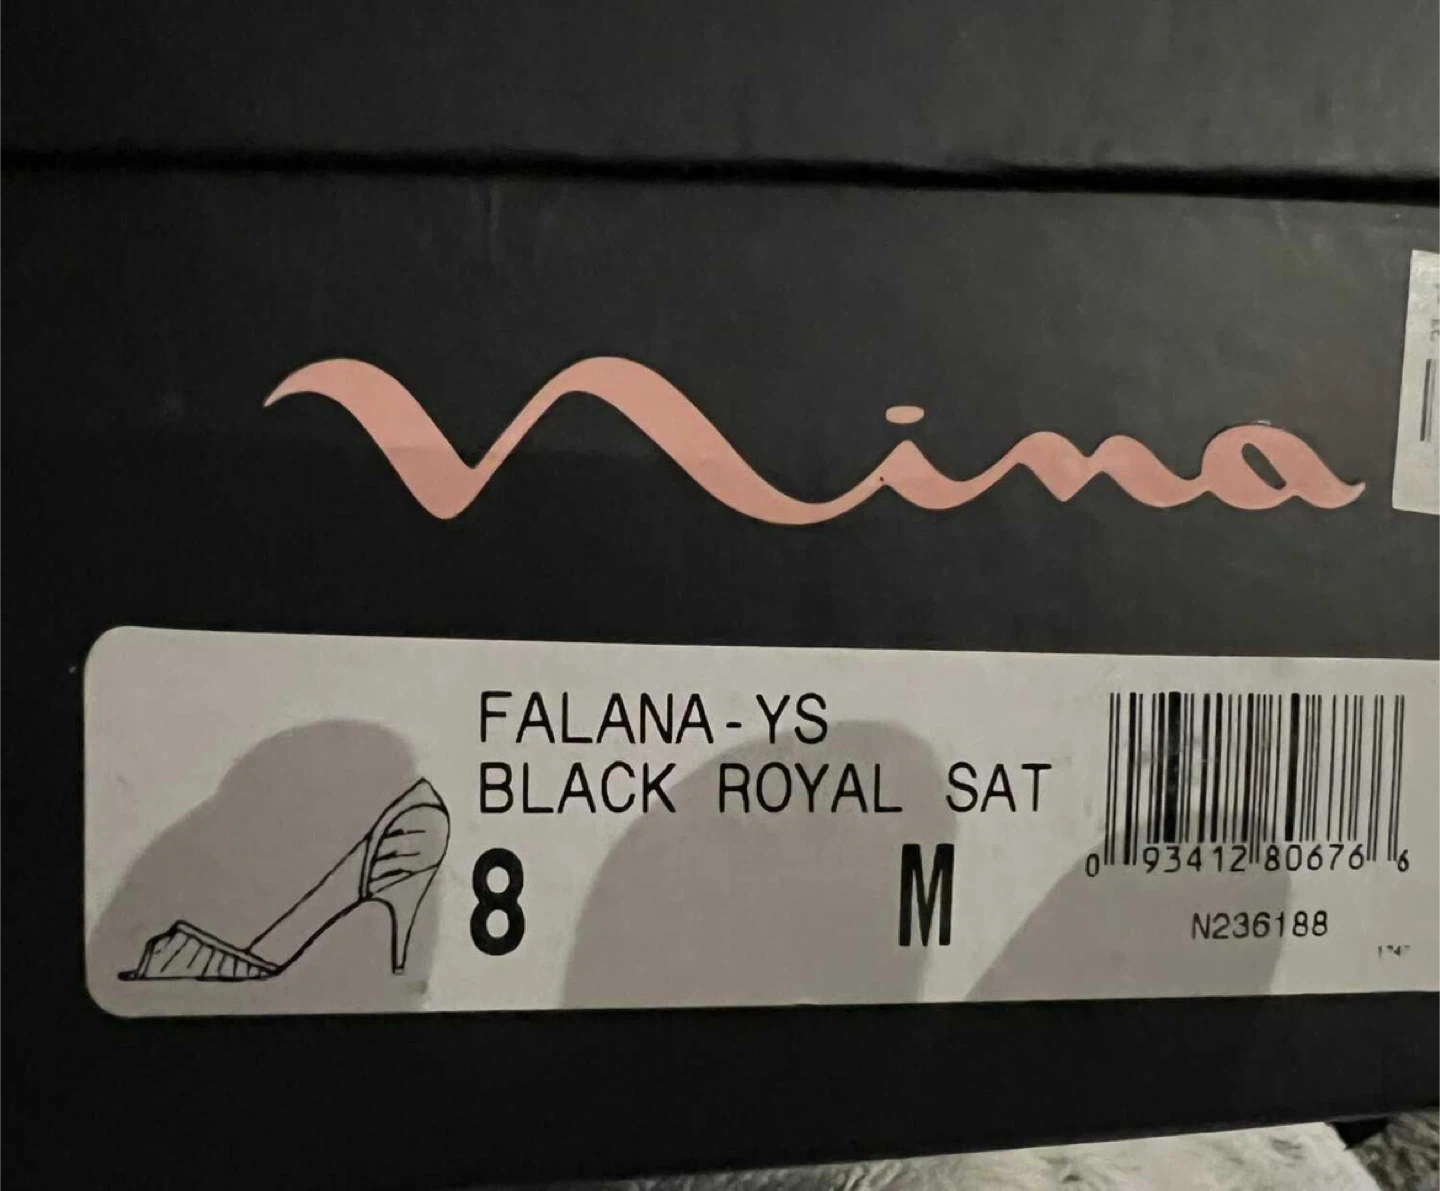 Nina
FALANA-YS
BLACK ROYAL SAT
8 M
0 93412 80676 6
N236188